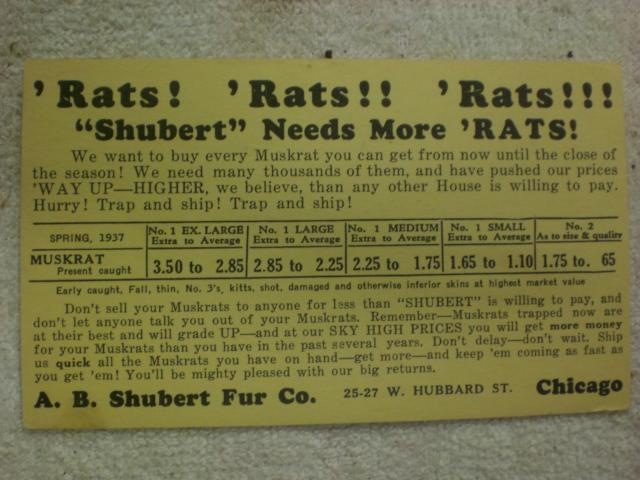 ’Rats! ’Rats!! ’Rats!!!
“Shubert” Needs More ’RATS!
We want to buy every Muskrat you can get from now until the close of
the season! We need many thousands of them, and have pushed our prices
’WAY UP—HIGHER, we believe, than any other House is willing to pay.
Hurry! Trap and ship! Trap and ship!
SPRING, 1937
No. 1 EX. LARGE
Extra to Average
No. 1 LARGE
Extra to Average
No. 1 MEDIUM
Extra to Average
No. 1 SMALL
Extra to Average
No. 2
As to size & quality
MUSKRAT
Present caught
3.50 to 2.85
2.85 to 2.25
2.25 to 1.75
1.65 to 1.10
1.75 to. 65
Early caught, Fall, thin, No. 3's, kitts, shot, damaged and otherwise inferior skins at highest market value
Don't sell your Muskrats to anyone for less than “SHUBERT” is willing to pay, and
don't let anyone talk you out of your Muskrats. Remember—Muskrats trapped now are
at their best and will grade UP—and at our SKY HIGH PRICES you will get more money
for your Muskrats than you have in the past several years. Don't delay—don't wait. Ship
us quick all the Muskrats you have on hand—get more—and keep 'em coming as fast as
you get 'em! You'll be mighty pleased with our big returns.
A. B. Shubert Fur Co. 25-27 W. HUBBARD ST. Chicago